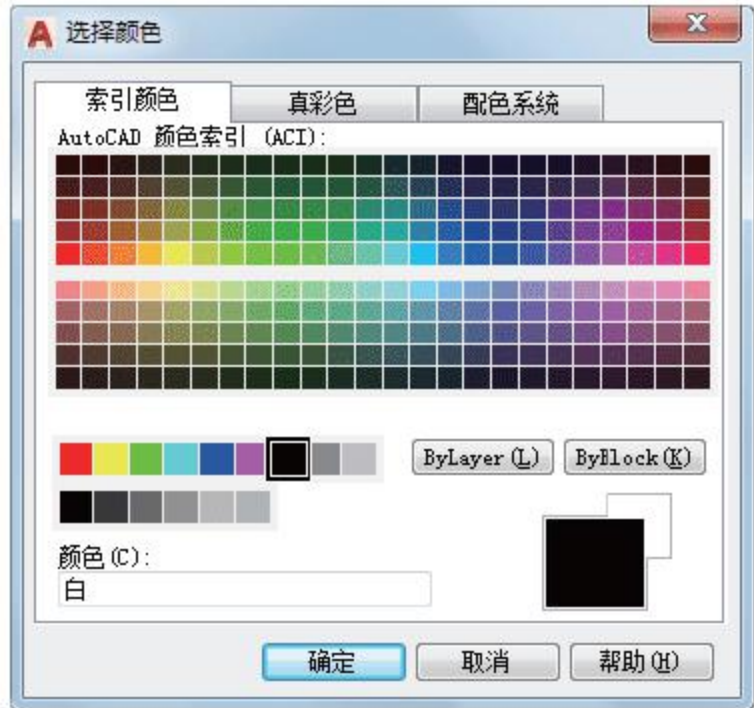 选择颜色
索引颜色 真彩色 配色系统
AutoCAD 颜色索引 (ACI):
ByLayer(L) ByBlock(K)
颜色(C):
白
确定 取消 帮助(H)